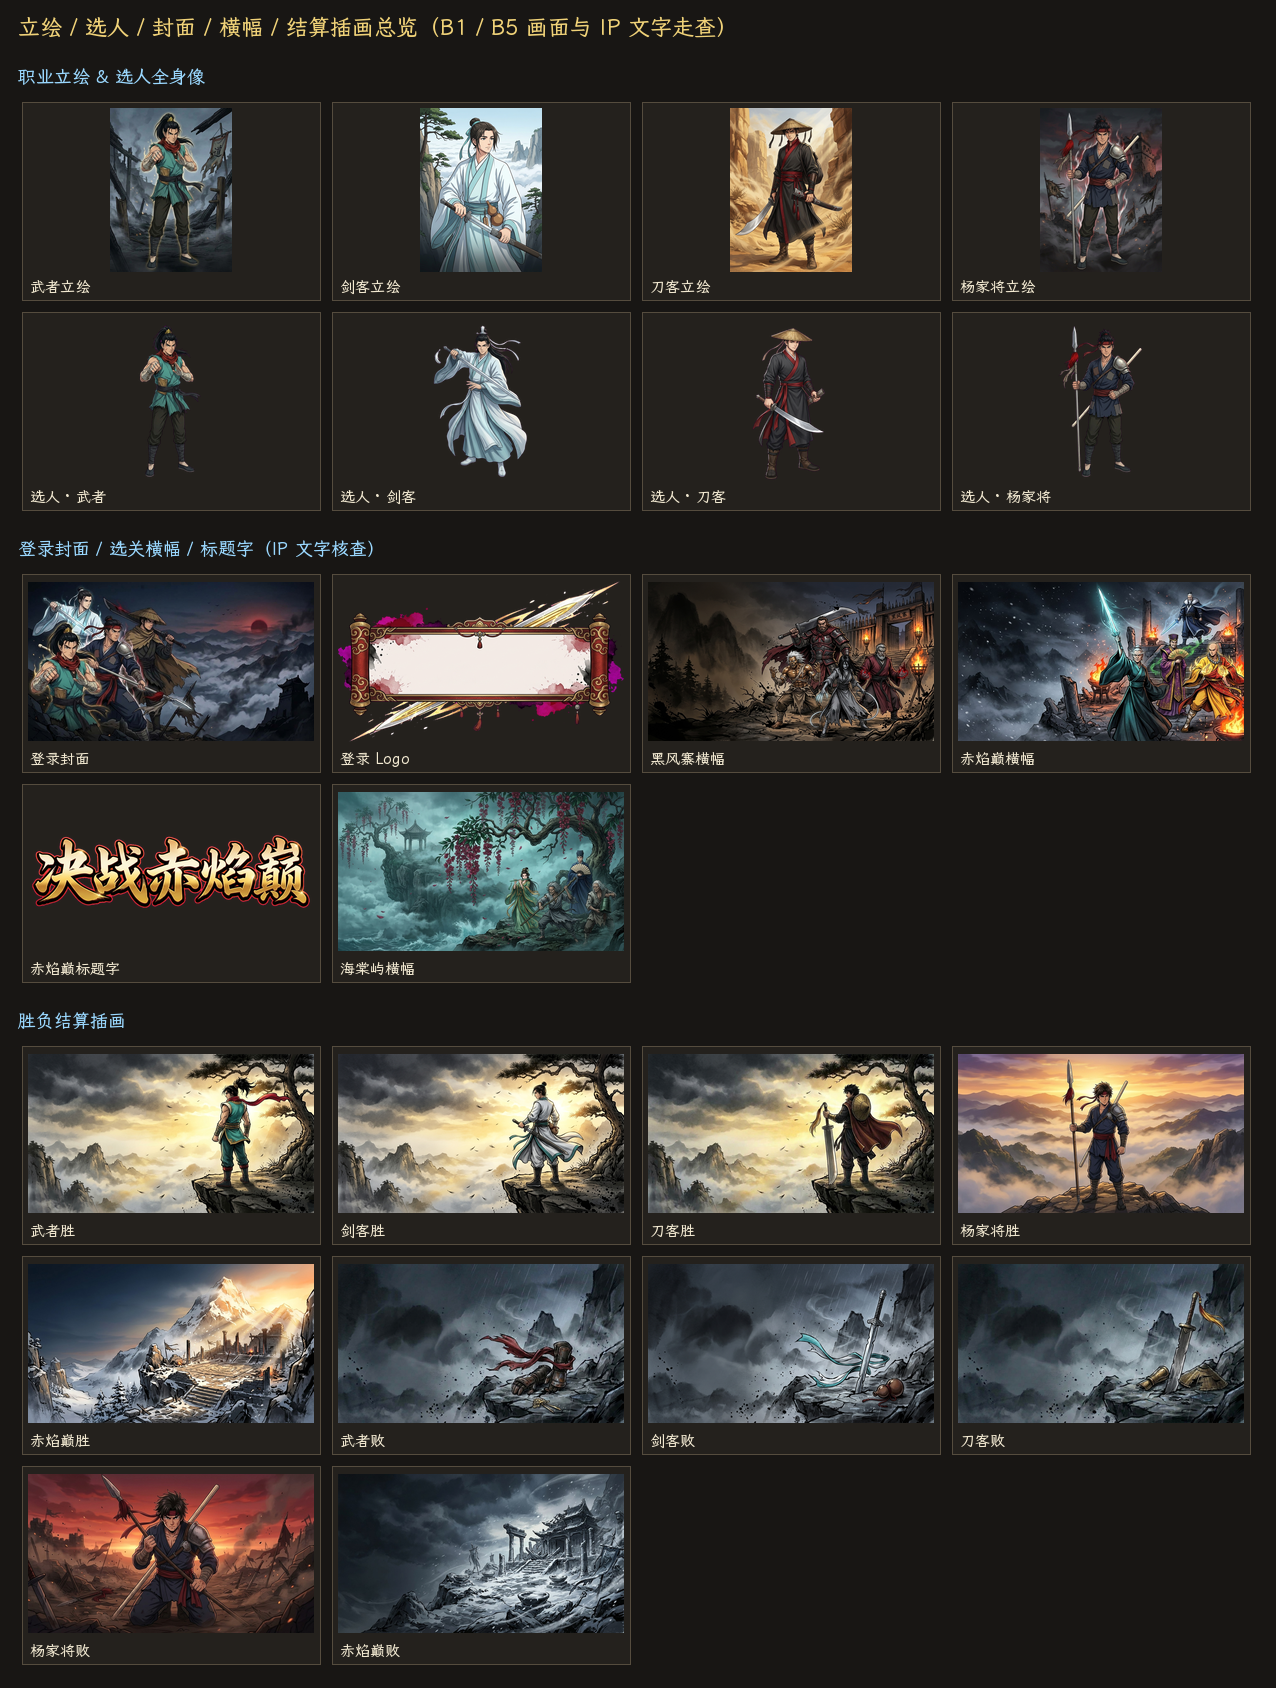 立绘 / 选人 / 封面 / 横幅 / 结算插画总览（B1 / B5 画面与 IP 文字走查）
职业立绘 & 选人全身像
武者立绘
剑客立绘
刀客立绘
杨家将立绘
选人·武者
选人·剑客
选人·刀客
选人·杨家将
登录封面 / 选关横幅 / 标题字（IP 文字核查）
登录封面
登录 Logo
黑风寨横幅
赤焰巅横幅
决战赤焰巅
赤焰巅标题字
海棠屿横幅
胜负结算插画
武者胜
剑客胜
刀客胜
杨家将胜
赤焰巅胜
武者败
剑客败
刀客败
杨家将败
赤焰巅败